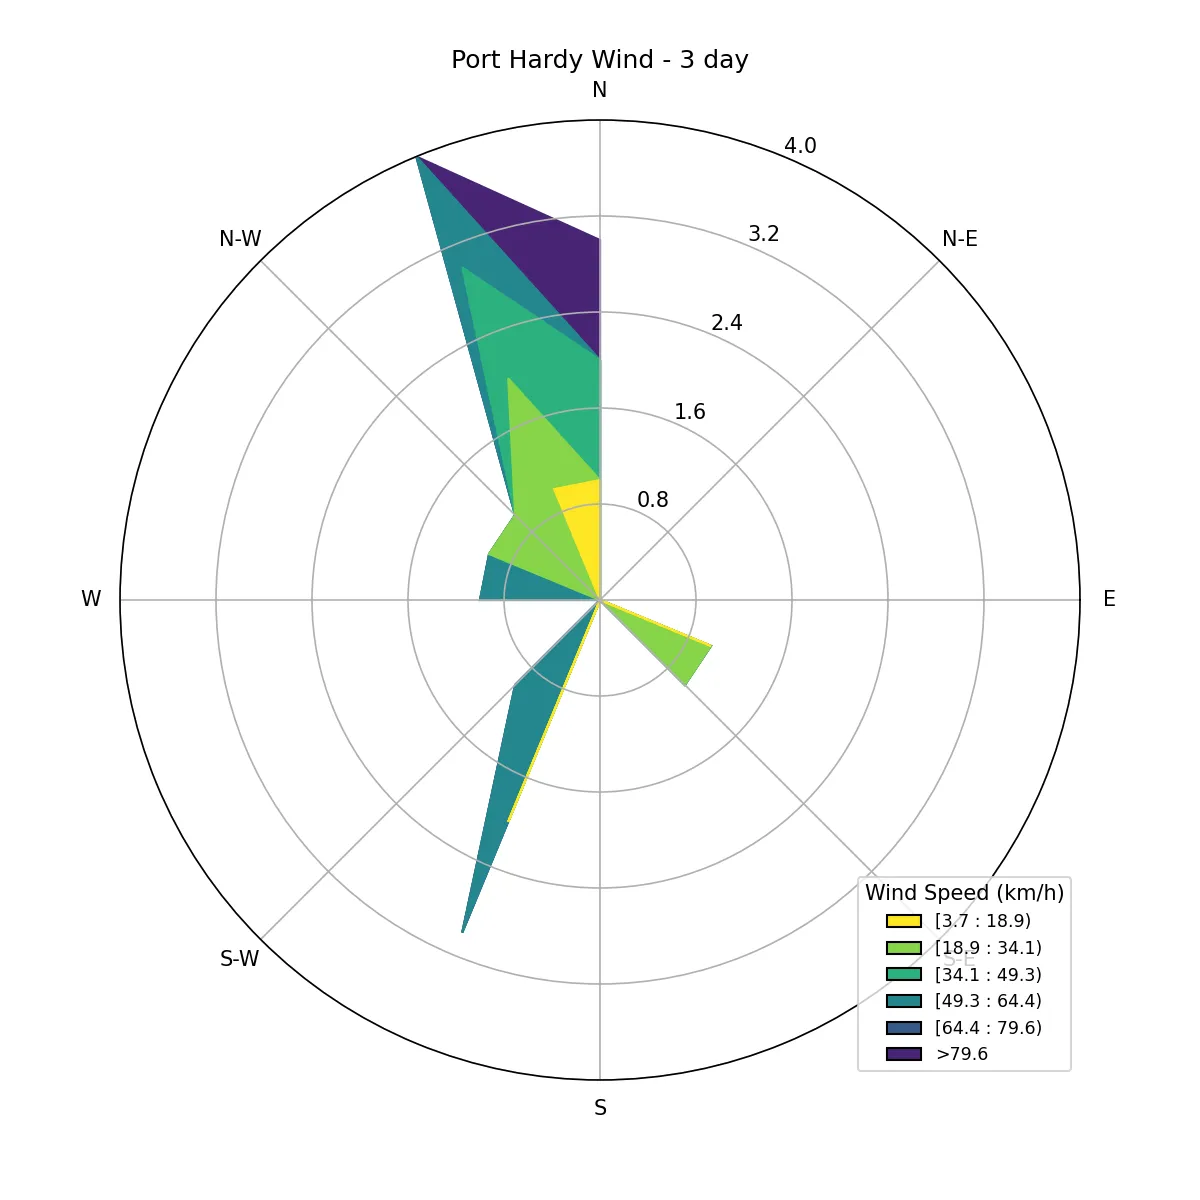 Port Hardy Wind - 3 day
N
4.0
N-W
3.2
N-E
2.4
1.6
0.8
W
E
Wind Speed (km/h)
[3.7 : 18.9)
[18.9 : 34.1)
S-W
S-E
[34.1 : 49.3)
[49.3 : 64.4)
[64.4 : 79.6)
>79.6
S